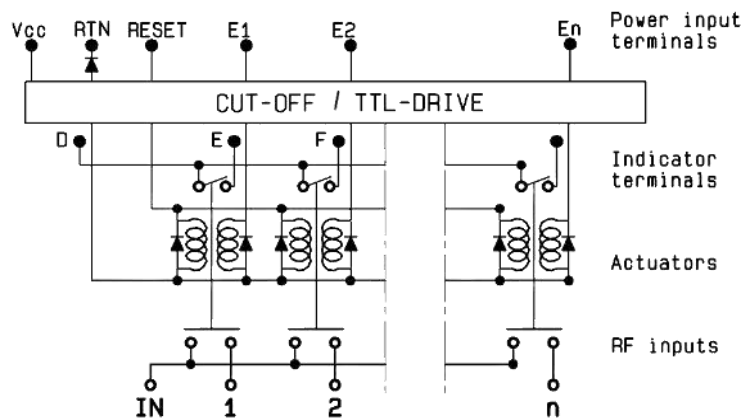 Vcc RTN RESET E1 E2 En Power input
terminals
CUT-OFF / TTL-DRIVE
D E F Indicator
terminals
Actuators
RF inputs
IN 1 2 n